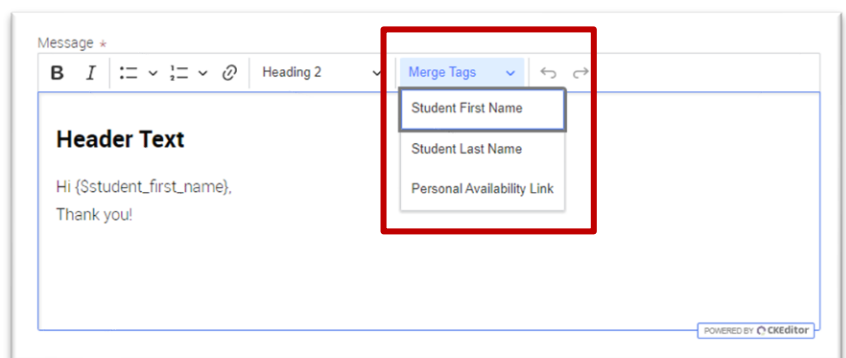 Message *
B I Heading 2 Merge Tags
Student First Name
Header Text
Student Last Name
Hi {$student_first_name},
Personal Availability Link
Thank you!
POWERED BY CKEditor